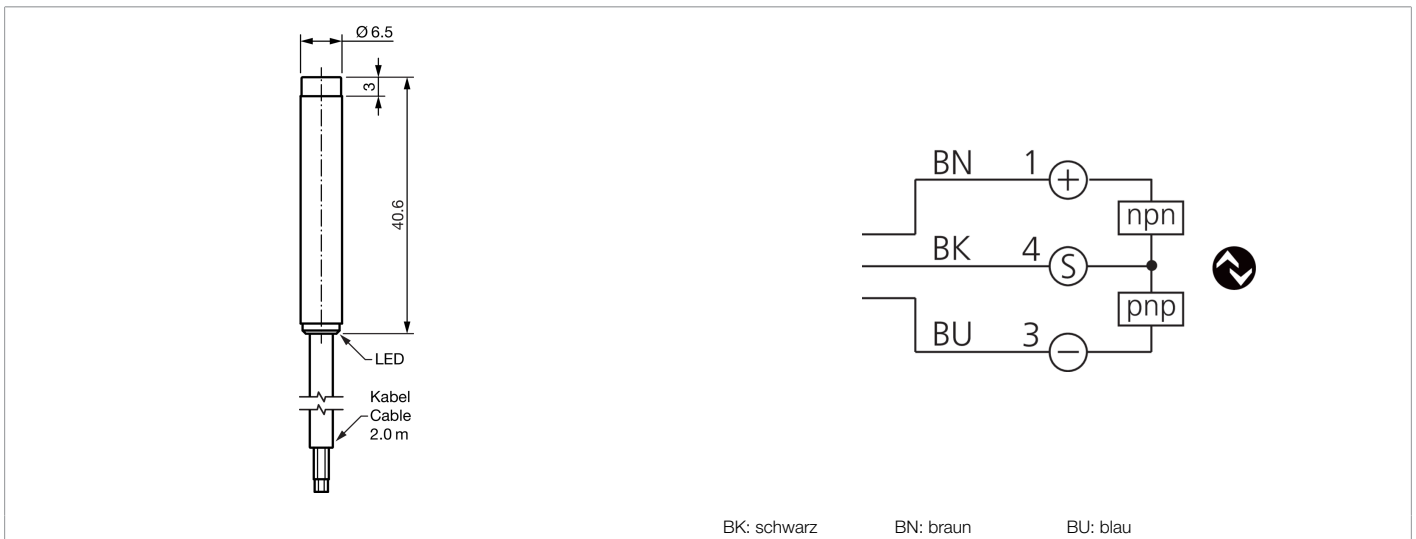 Ø 6.5
3
40.6
LED
Kabel
Cable
2.0 m
BN 1 +
npn
BK 4 S
pnp
BU 3 −
BK: schwarz BN: braun BU: blau